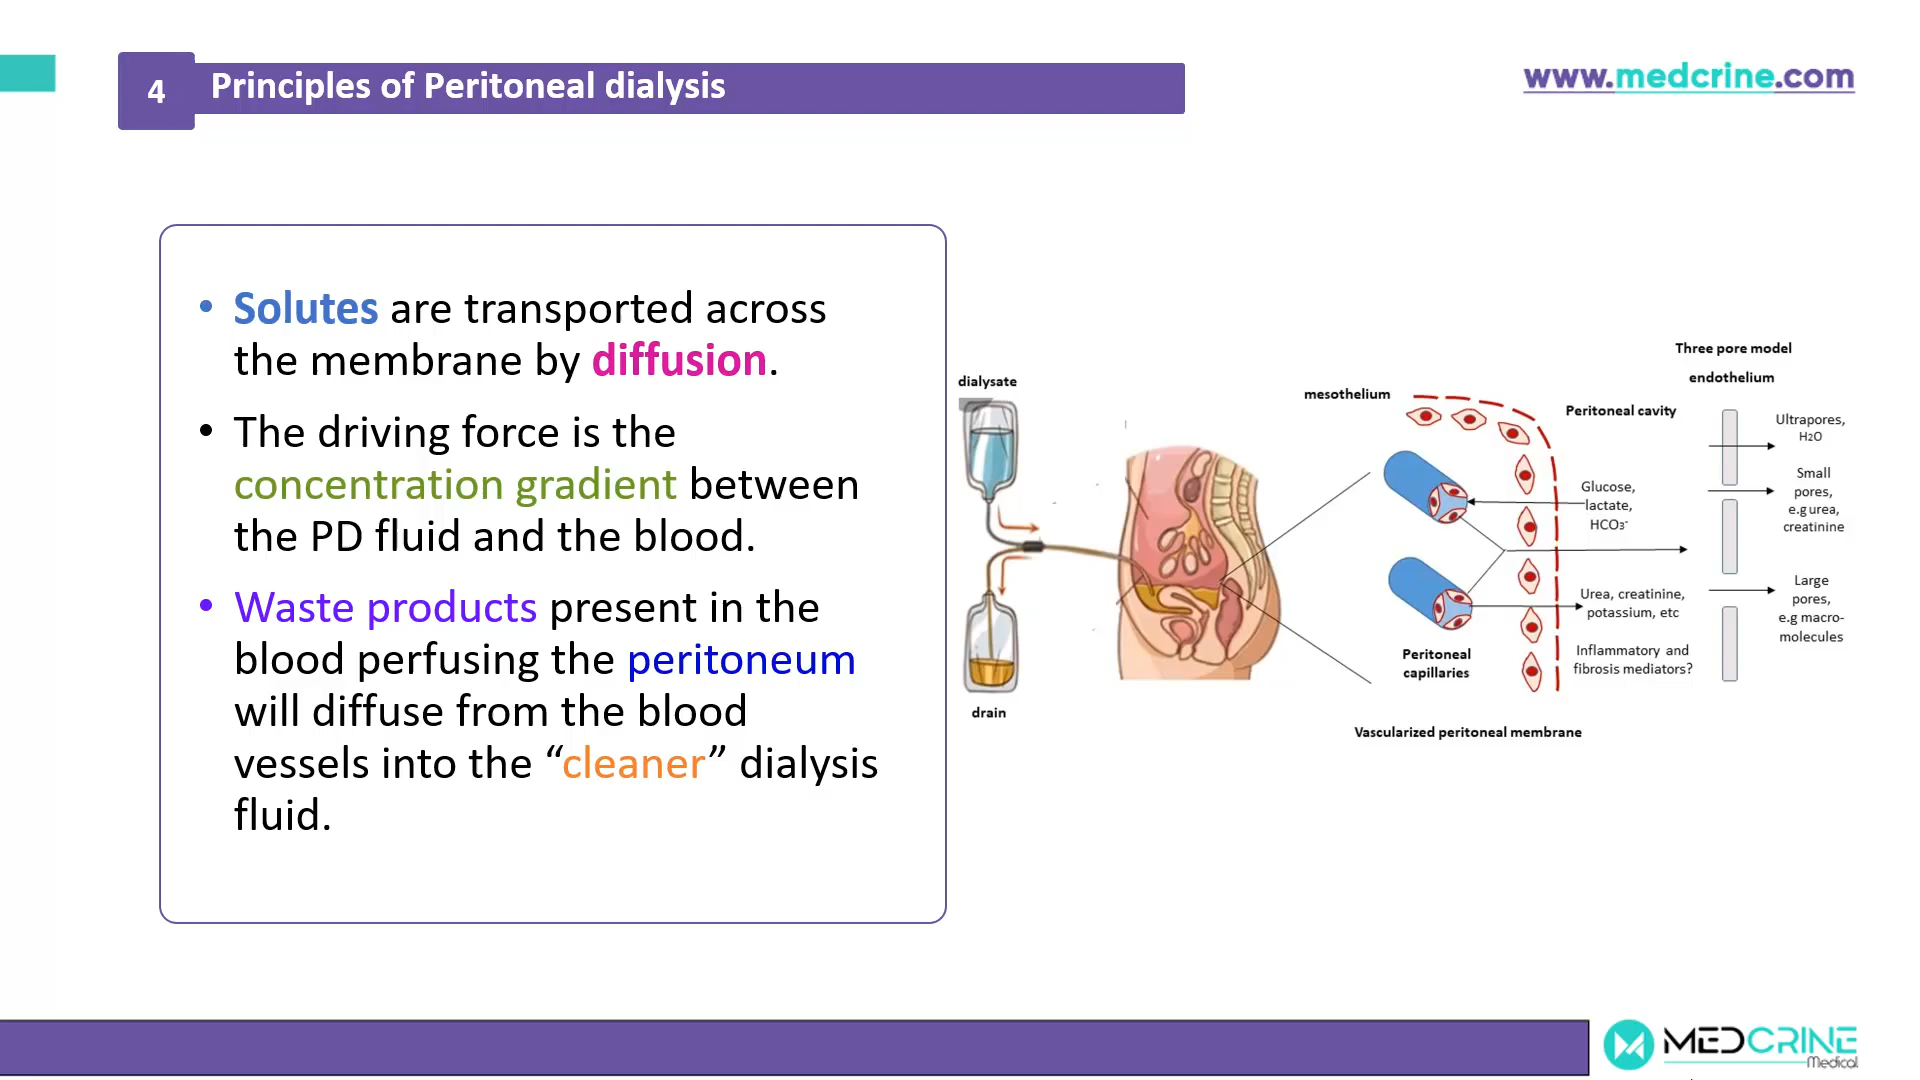 4
Principles of Peritoneal dialysis
www.medcrine.com
• Solutes are transported across
the membrane by diffusion.
• The driving force is the
concentration gradient between
the PD fluid and the blood.
• Waste products present in the
blood perfusing the peritoneum
will diffuse from the blood
vessels into the “cleaner” dialysis
fluid.
dialysate
drain
mesothelium
Peritoneal cavity
Glucose,
lactate,
HCO₃⁻
Urea, creatinine,
potassium, etc
Inflammatory and
fibrosis mediators?
Peritoneal
capillaries
Vascularized peritoneal membrane
Three pore model
endothelium
Ultrapores,
H2O
Small
pores,
e.g urea,
creatinine
Large
pores,
e.g macro-
molecules
MEDCRINE
Medical